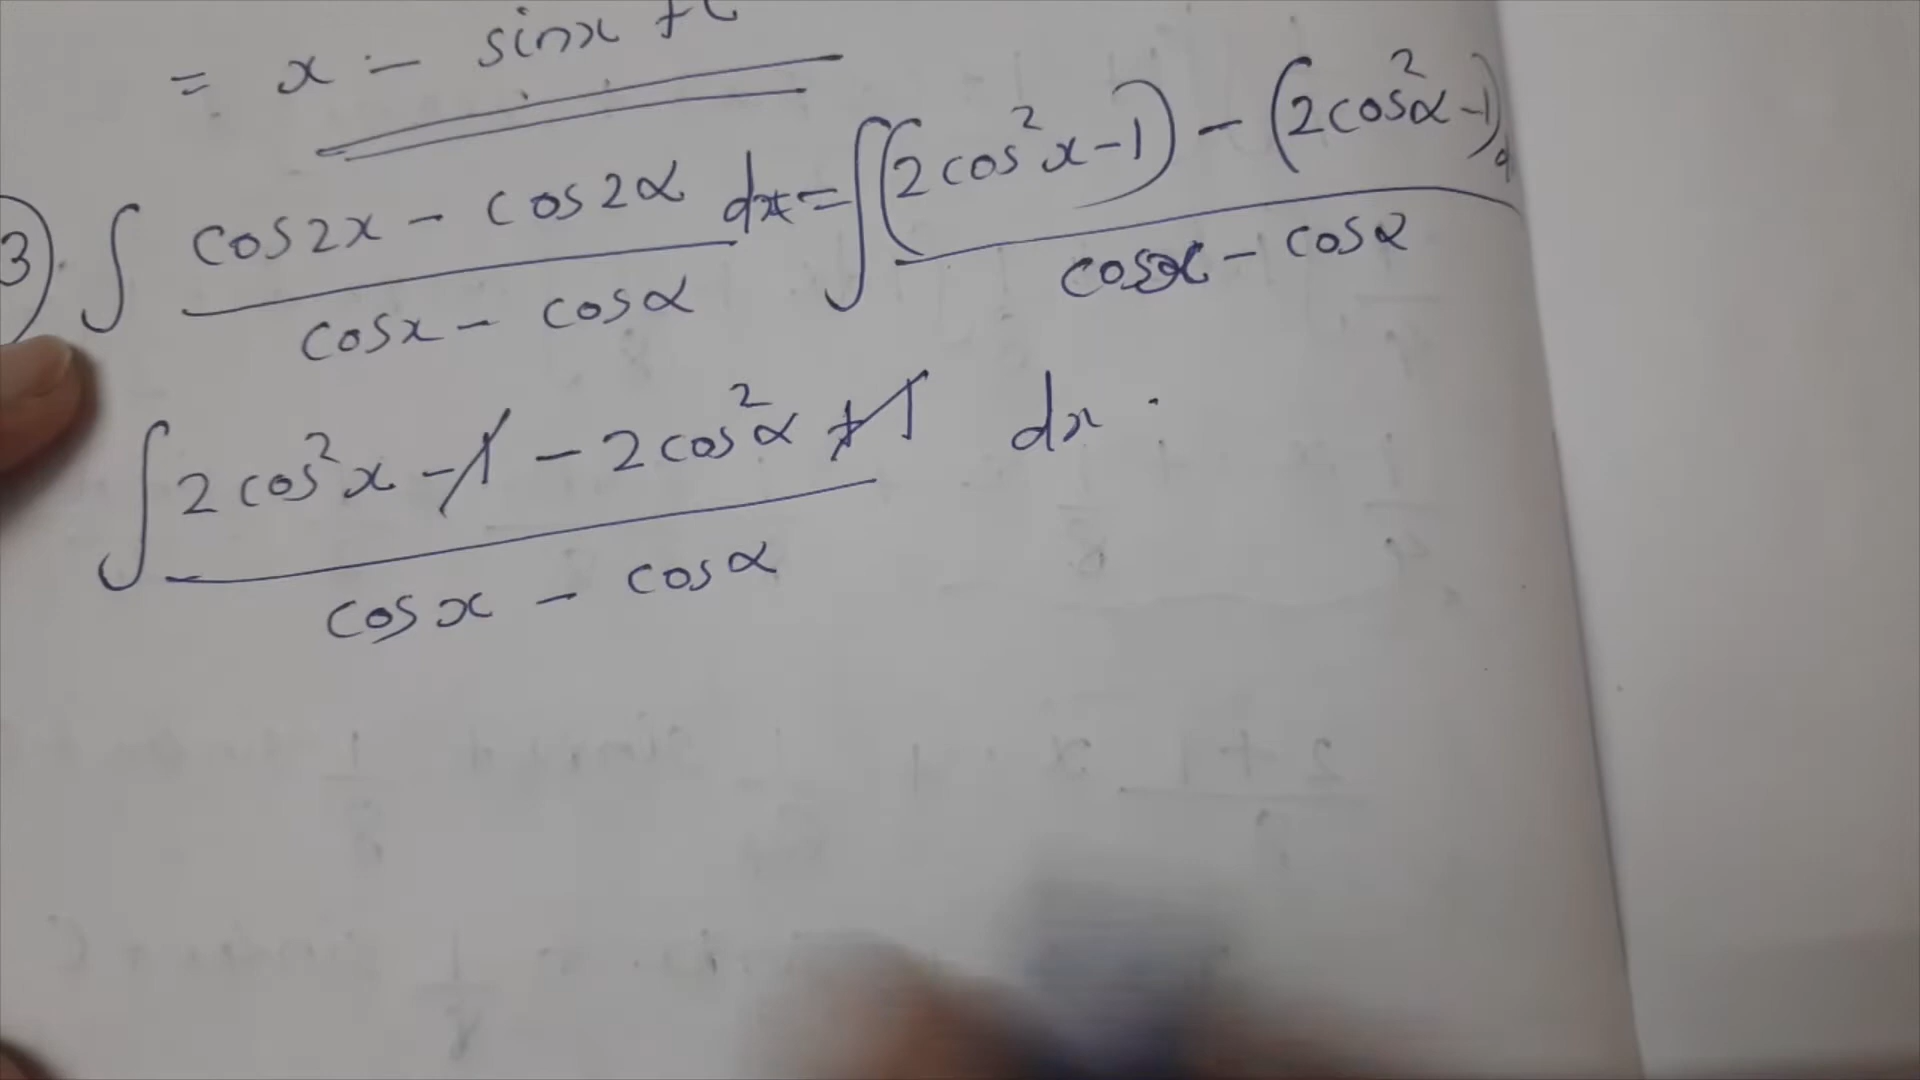 = x - sinx + c
3). ∫ (cos2x - cos2α)/(cosx - cosα) dx = ∫ ((2cos²x-1) - (2cos²α-1))/(cosx - cosα)
∫ (2cos²x - 1 - 2cos²α + 1)/(cosx - cosα) dx.